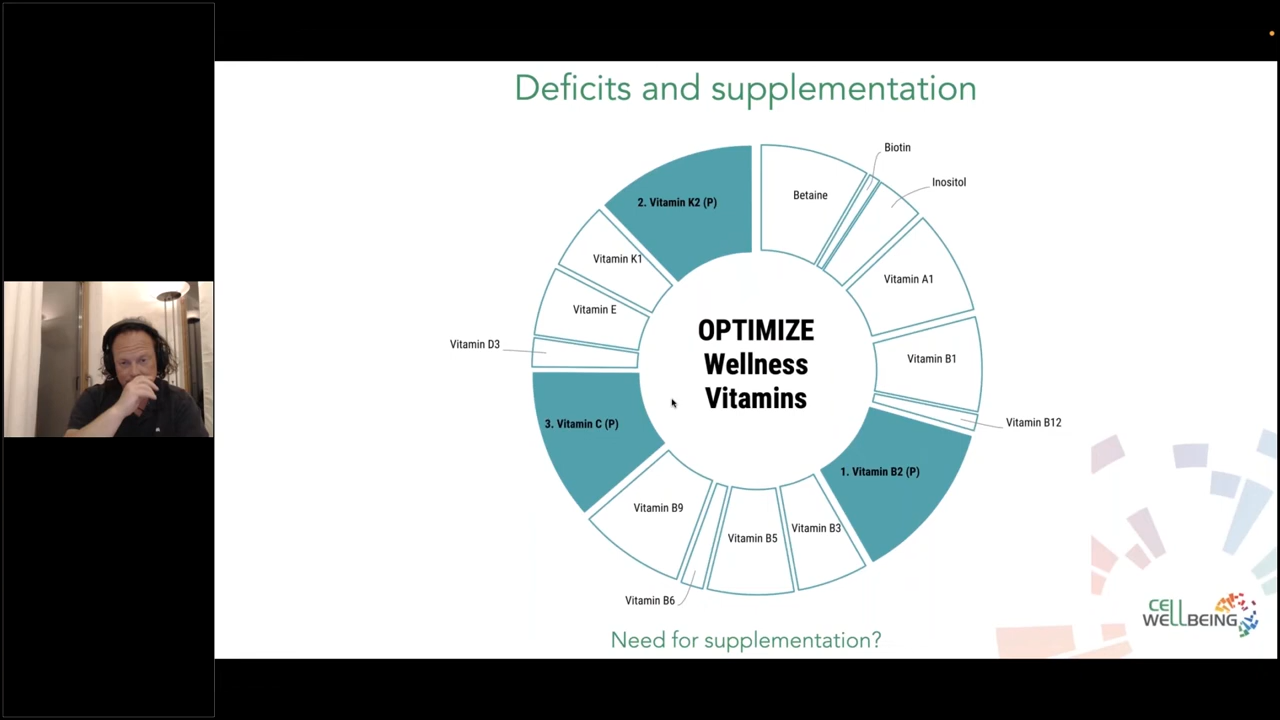 Deficits and supplementation
Biotin
Inositol
Betaine
2. Vitamin K2 (P)
Vitamin K1
Vitamin A1
Vitamin E
OPTIMIZE
Wellness
Vitamins
Vitamin D3
Vitamin B1
3. Vitamin C (P)
Vitamin B12
1. Vitamin B2 (P)
Vitamin B9
Vitamin B3
Vitamin B5
Vitamin B6
CELL
WELLBEING
Need for supplementation?